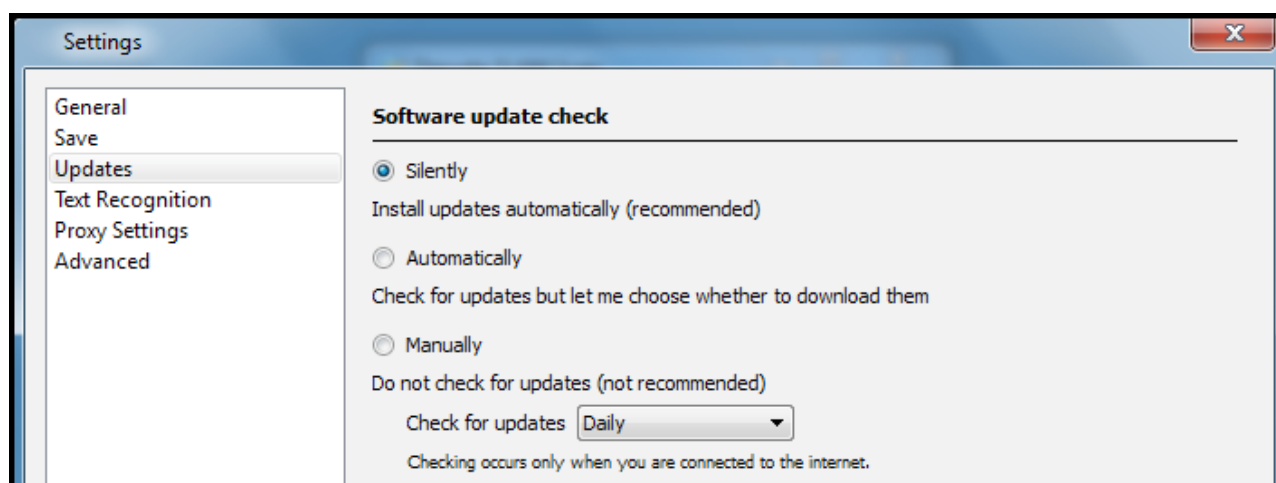 Settings
General
Save
Updates
Text Recognition
Proxy Settings
Advanced
Software update check
Silently
Install updates automatically (recommended)
Automatically
Check for updates but let me choose whether to download them
Manually
Do not check for updates (not recommended)
Check for updates Daily
Checking occurs only when you are connected to the internet.